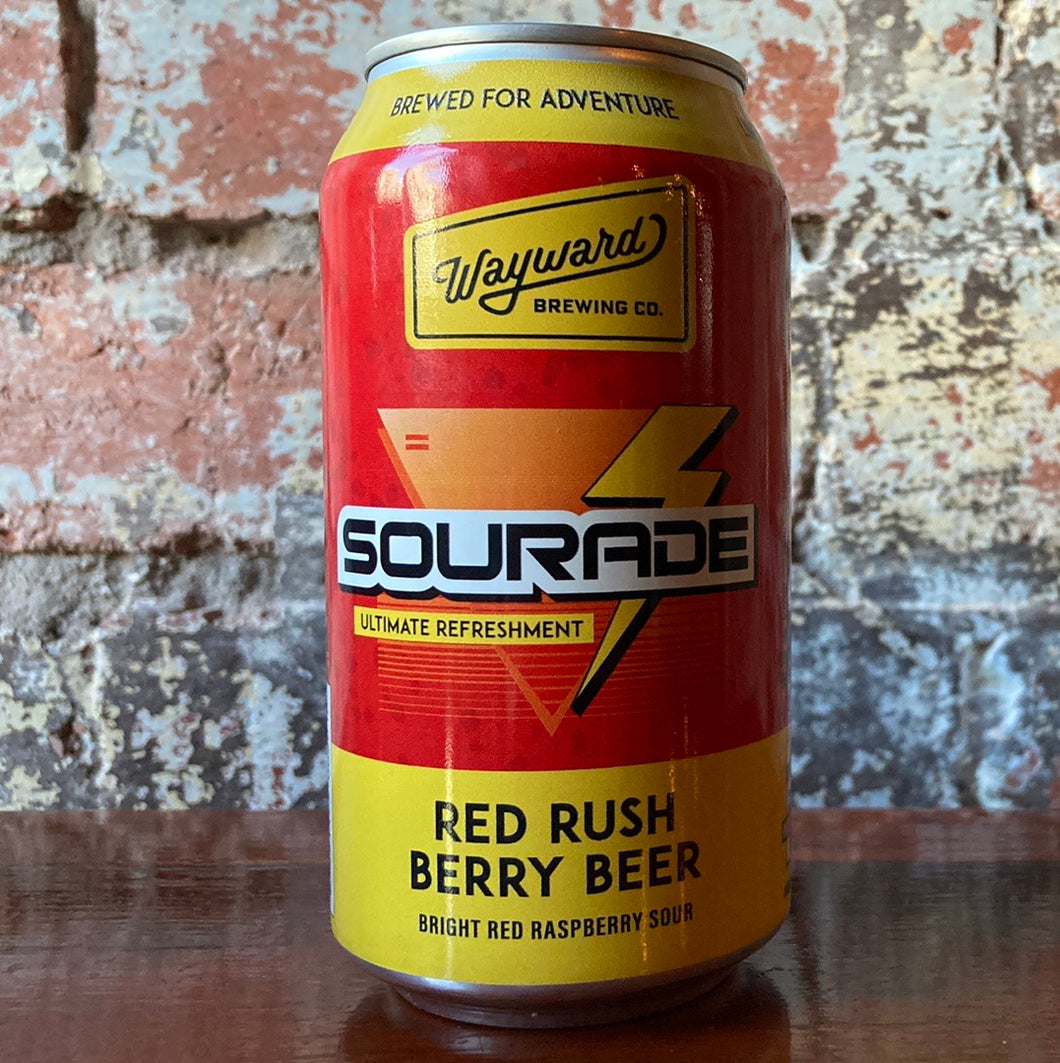 BREWED FOR ADVENTURE
Wayward
BREWING CO.
SOURADE
ULTIMATE REFRESHMENT
RED RUSH
BERRY BEER
BRIGHT RED RASPBERRY SOUR